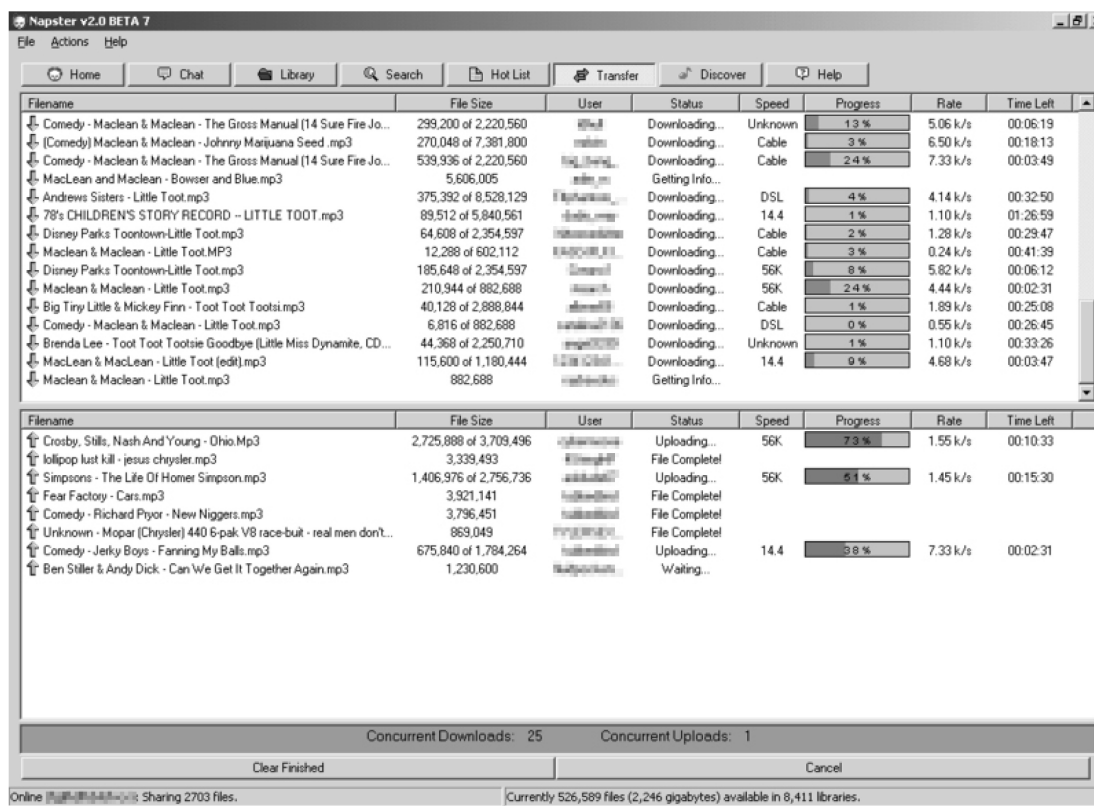 Napster v2.0 BETA 7
File Actions Help
Home Chat Library Search Hot List Transfer Discover Help
Filename File Size User Status Speed Progress Rate Time Left
Comedy - Maclean & Maclean - The Gross Manual (14 Sure Fire Jo... 299,200 of 2,220,560 Downloading... Unknown 13 % 5.06 k/s 00:06:19
(Comedy) Maclean & Maclean - Johnny Marijuana Seed .mp3 270,048 of 7,381,800 Downloading... Cable 3 % 6.50 k/s 00:18:13
Comedy - Maclean & Maclean - The Gross Manual (14 Sure Fire Jo... 539,936 of 2,220,560 Downloading... Cable 24 % 7.33 k/s 00:03:49
MacLean and Maclean - Bowser and Blue.mp3 5,606,005 Getting Info...
Andrews Sisters - Little Toot.mp3 375,392 of 8,528,129 Downloading... DSL 4 % 4.14 k/s 00:32:50
78's CHILDREN'S STORY RECORD -- LITTLE TOOT.mp3 89,512 of 5,840,561 Downloading... 14.4 1 % 1.10 k/s 01:26:59
Disney Parks Toontown-Little Toot.mp3 64,608 of 2,354,597 Downloading... Cable 2 % 1.28 k/s 00:29:47
Maclean & Maclean - Little Toot.MP3 12,288 of 602,112 Downloading... Cable 3 % 0.24 k/s 00:41:39
Disney Parks Toontown-Little Toot.mp3 185,648 of 2,354,597 Downloading... 56K 8 % 5.82 k/s 00:06:12
Maclean & Maclean - Little Toot.mp3 210,944 of 882,688 Downloading... 56K 24 % 4.44 k/s 00:02:31
Big Tiny Little & Mickey Finn - Toot Toot Tootsi.mp3 40,128 of 2,888,844 Downloading... Cable 1 % 1.89 k/s 00:25:08
Comedy - Maclean & Maclean - Little Toot.mp3 6,816 of 882,688 Downloading... DSL 0 % 0.55 k/s 00:26:45
Brenda Lee - Toot Toot Tootsie Goodbye (Little Miss Dynamite, CD... 44,368 of 2,250,710 Downloading... Unknown 1 % 1.10 k/s 00:33:26
MacLean & MacLean - Little Toot (edit).mp3 115,600 of 1,180,444 Downloading... 14.4 9 % 4.68 k/s 00:03:47
Maclean & Maclean - Little Toot.mp3 882,688 Getting Info...
Filename File Size User Status Speed Progress Rate Time Left
Crosby, Stills, Nash And Young - Ohio.Mp3 2,725,888 of 3,709,496 Uploading... 56K 73 % 1.55 k/s 00:10:33
lollipop lust kill - jesus chrysler.mp3 3,339,493 File Complete!
Simpsons - The Life Of Homer Simpson.mp3 1,406,976 of 2,756,736 Uploading... 56K 51 % 1.45 k/s 00:15:30
Fear Factory - Cars.mp3 3,921,141 File Complete!
Comedy - Richard Pryor - New Niggers.mp3 3,796,451 File Complete!
Unknown - Mopar (Chrysler) 440 6-pak V8 race-buit - real men don't... 869,049 File Complete!
Comedy - Jerky Boys - Fanning My Balls.mp3 675,840 of 1,784,264 Uploading... 14.4 38 % 7.33 k/s 00:02:31
Ben Stiller & Andy Dick - Can We Get It Together Again.mp3 1,230,600 Waiting...
Concurrent Downloads: 25 Concurrent Uploads: 1
Clear Finished Cancel
Online : Sharing 2703 files. Currently 526,589 files (2,246 gigabytes) available in 8,411 libraries.